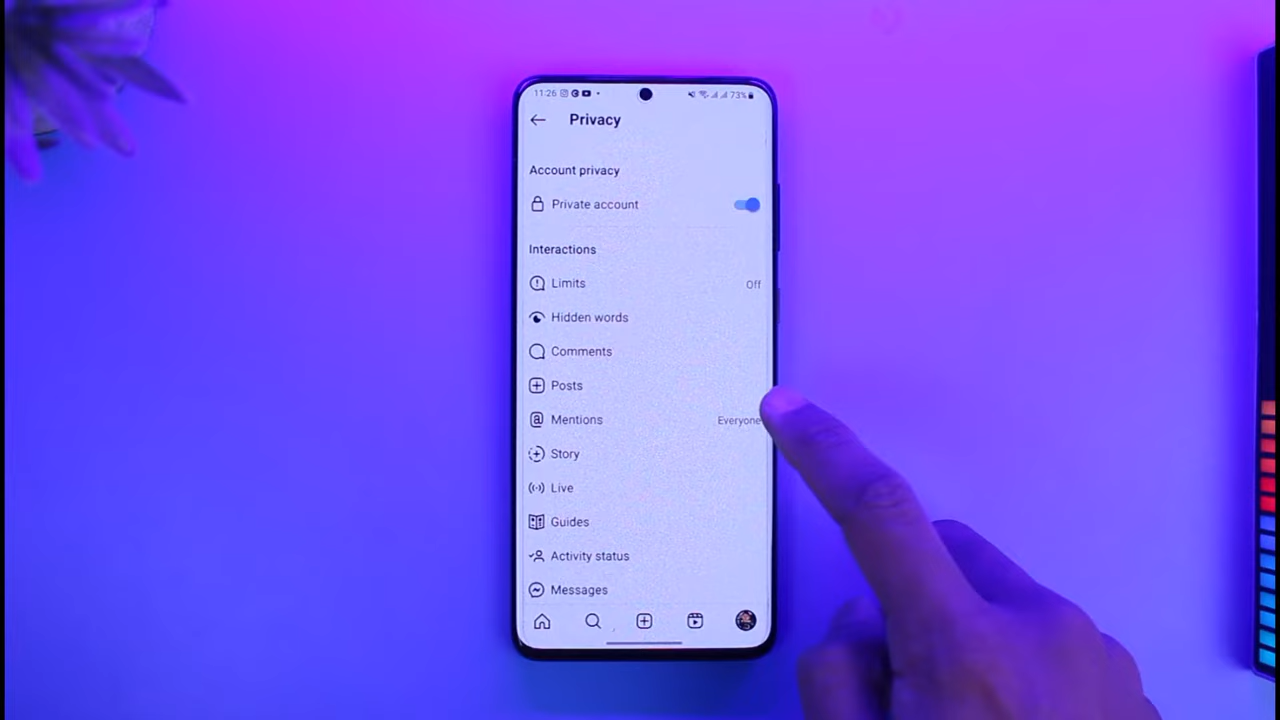 11:26 73%
Privacy
Account privacy
Private account
Interactions
Limits Off
Hidden words
Comments
Posts
Mentions Everyone
Story
Live
Guides
Activity status
Messages